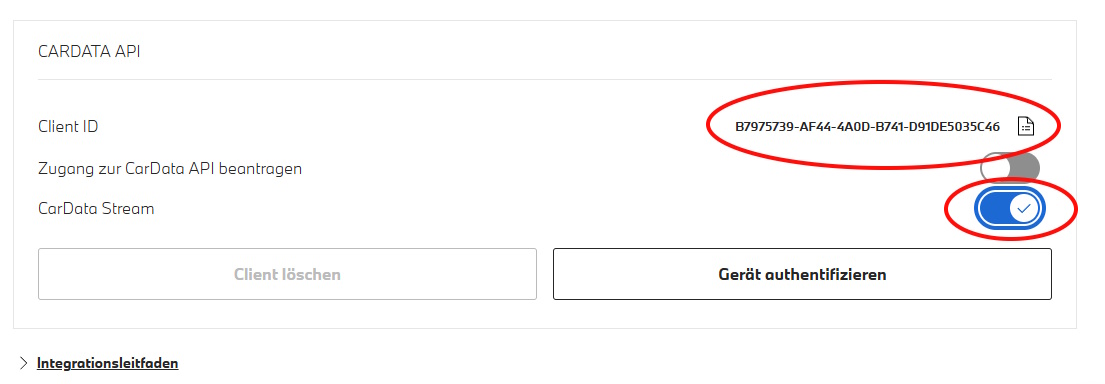 CARDATA API
Client ID
B7975739-AF44-4A0D-B741-D91DE5035C46
Zugang zur CarData API beantragen
CarData Stream
Client löschen
Gerät authentifizieren
Integrationsleitfaden